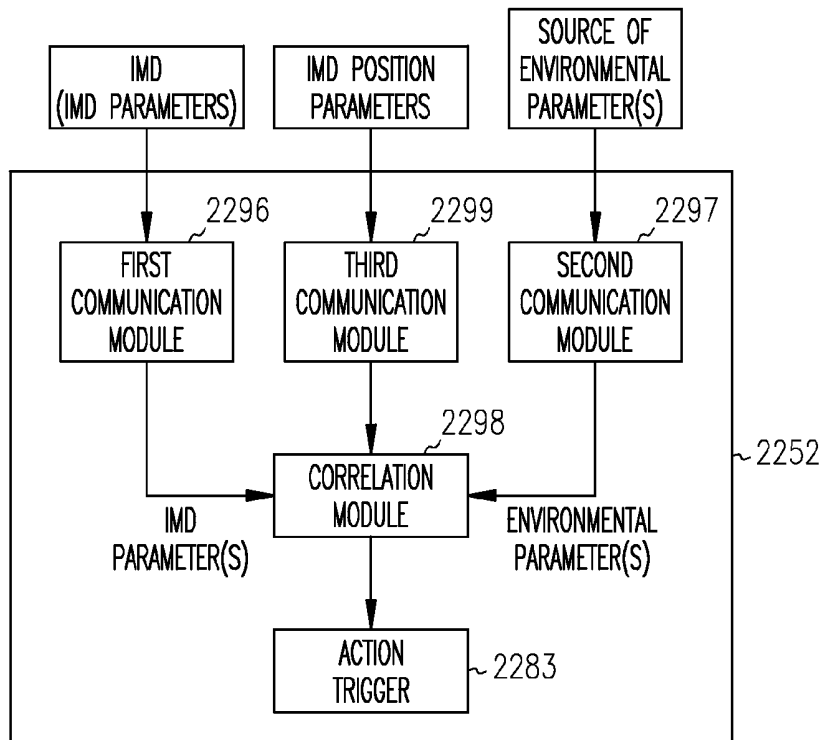 IMD
(IMD PARAMETERS)
IMD POSITION
PARAMETERS
SOURCE OF
ENVIRONMENTAL
PARAMETER(S)
2296
2299
2297
FIRST
COMMUNICATION
MODULE
THIRD
COMMUNICATION
MODULE
SECOND
COMMUNICATION
MODULE
2298
2252
CORRELATION
MODULE
IMD
PARAMETER(S)
ENVIRONMENTAL
PARAMETER(S)
ACTION
TRIGGER
2283